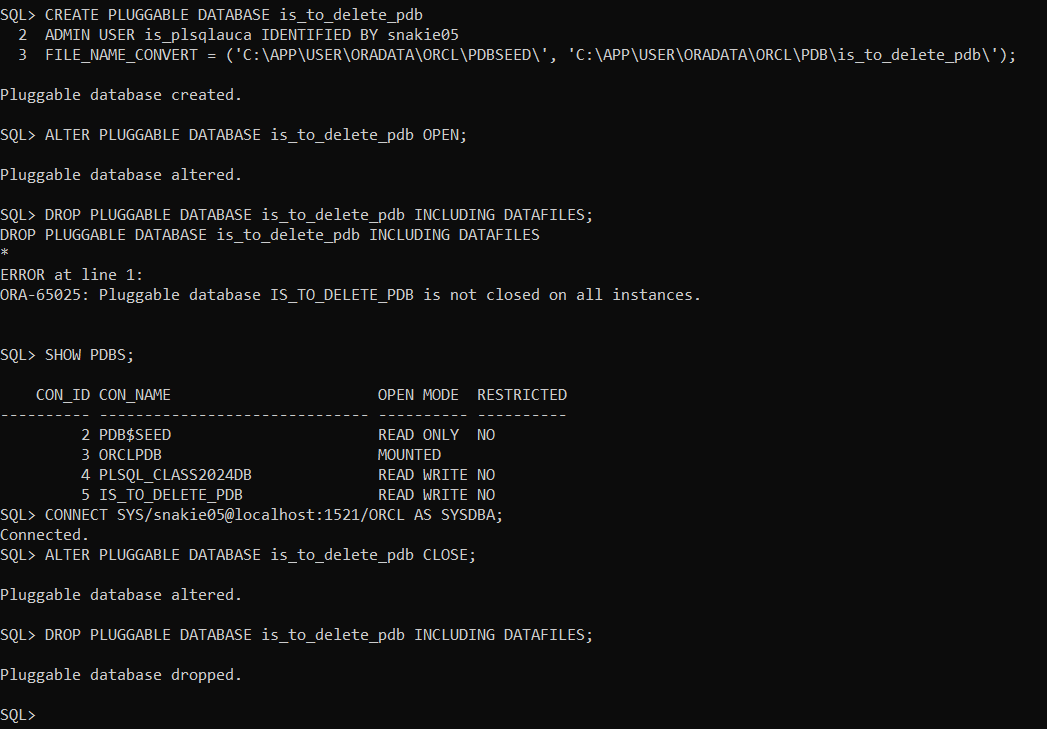 SQL> CREATE PLUGGABLE DATABASE is_to_delete_pdb
  2  ADMIN USER is_plsqlauca IDENTIFIED BY snakie05
  3  FILE_NAME_CONVERT = ('C:\APP\USER\ORADATA\ORCL\PDBSEED\', 'C:\APP\USER\ORADATA\ORCL\PDB\is_to_delete_pdb\');
Pluggable database created.
SQL> ALTER PLUGGABLE DATABASE is_to_delete_pdb OPEN;
Pluggable database altered.
SQL> DROP PLUGGABLE DATABASE is_to_delete_pdb INCLUDING DATAFILES;
DROP PLUGGABLE DATABASE is_to_delete_pdb INCLUDING DATAFILES
*
ERROR at line 1:
ORA-65025: Pluggable database IS_TO_DELETE_PDB is not closed on all instances.
SQL> SHOW PDBS;
    CON_ID CON_NAME                       OPEN MODE  RESTRICTED
---------- ------------------------------ ---------- ----------
         2 PDB$SEED                       READ ONLY  NO
         3 ORCLPDB                        MOUNTED
         4 PLSQL_CLASS2024DB              READ WRITE NO
         5 IS_TO_DELETE_PDB               READ WRITE NO
SQL> CONNECT SYS/snakie05@localhost:1521/ORCL AS SYSDBA;
Connected.
SQL> ALTER PLUGGABLE DATABASE is_to_delete_pdb CLOSE;
Pluggable database altered.
SQL> DROP PLUGGABLE DATABASE is_to_delete_pdb INCLUDING DATAFILES;
Pluggable database dropped.
SQL>